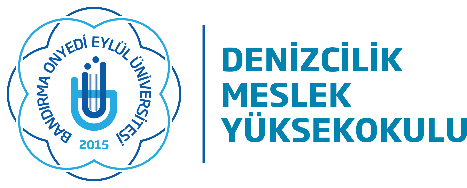 BANDIRMA ONYEDİ EYLÜL ÜNİVERSİTESİ
2015
DENİZCİLİK
MESLEK
YÜKSEKOKULU